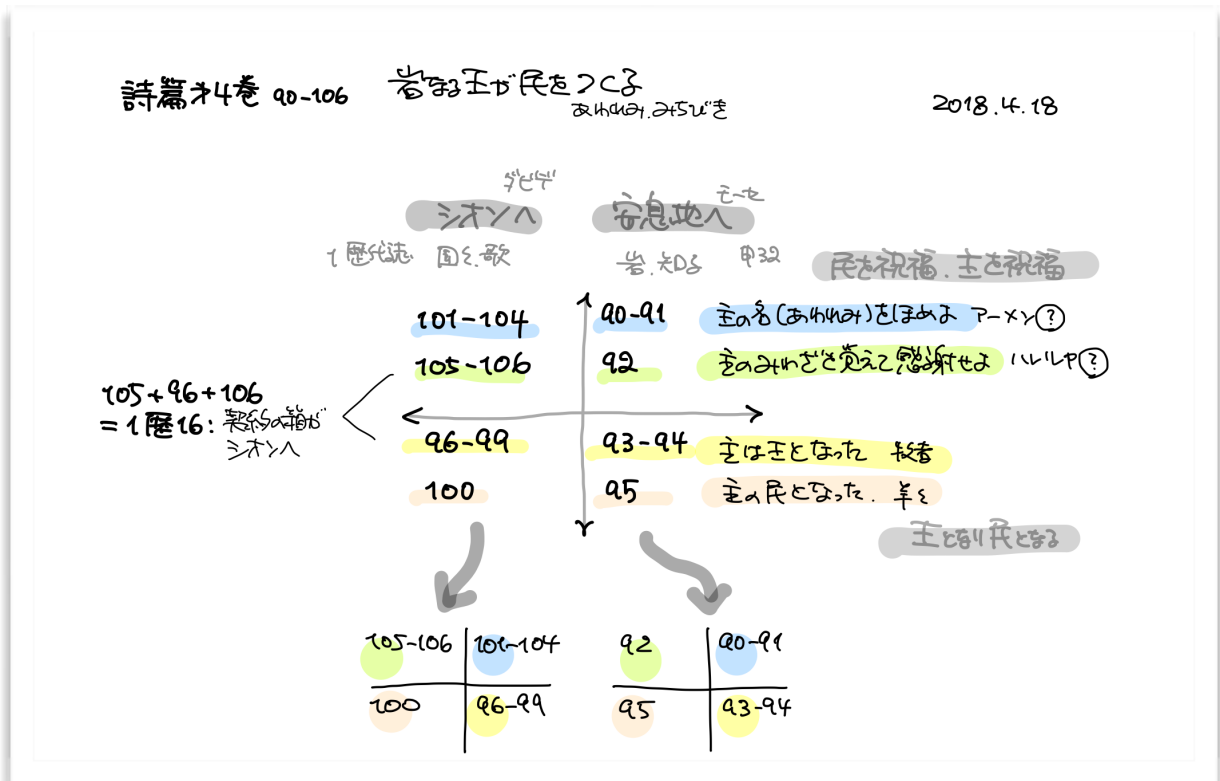 詩篇才4巻 90-106 岩なる王が民をつくる 2018.4.18
あわれみ.みちびき
ダビデ モーセ
シオンへ 安息地へ
1歴代誌 国々.歌 岩.知る 申32 民を祝福.主を祝福
101-104 90-91 主の名(あわれみ)をほめよ アーメン?
105-106 92 主のみわざを覚えて感謝せよ ハレルヤ?
105+96+106
=1歴16: 契約の箱が
シオンへ
96-99 93-94 主は王となった 牧者
100 95 主の民となった. 羊々
王となり民となる
105-106 101-104 92 90-91
100 96-99 95 93-94